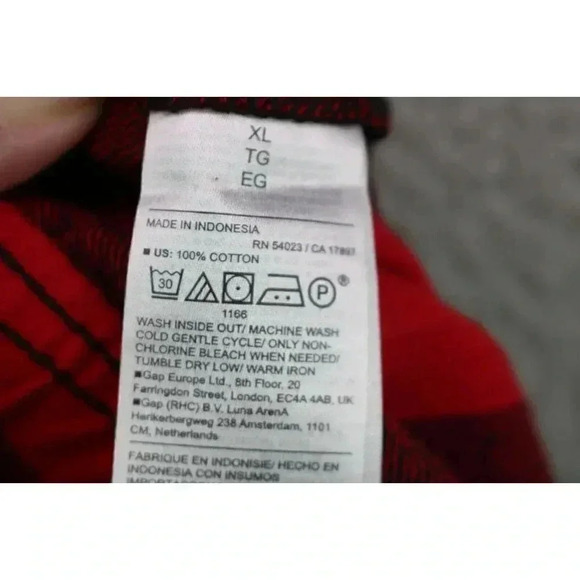 XL
TG
EG
MADE IN INDONESIA
RN 54023 / CA 17897
■ US: 100% COTTON
30 P ®
1166
WASH INSIDE OUT/ MACHINE WASH
COLD GENTLE CYCLE/ ONLY NON-
CHLORINE BLEACH WHEN NEEDED/
TUMBLE DRY LOW/ WARM IRON
■Gap Europe Ltd., 8th Floor, 20
Farringdon Street, London, EC4A 4AB, UK
■Gap (RHC) B.V. Luna ArenA
Herikerbergweg 238 Amsterdam, 1101
CM, Netherlands
FABRIQUE EN INDONISIE/ HECHO EN
INDONESIA CON INSUMOS